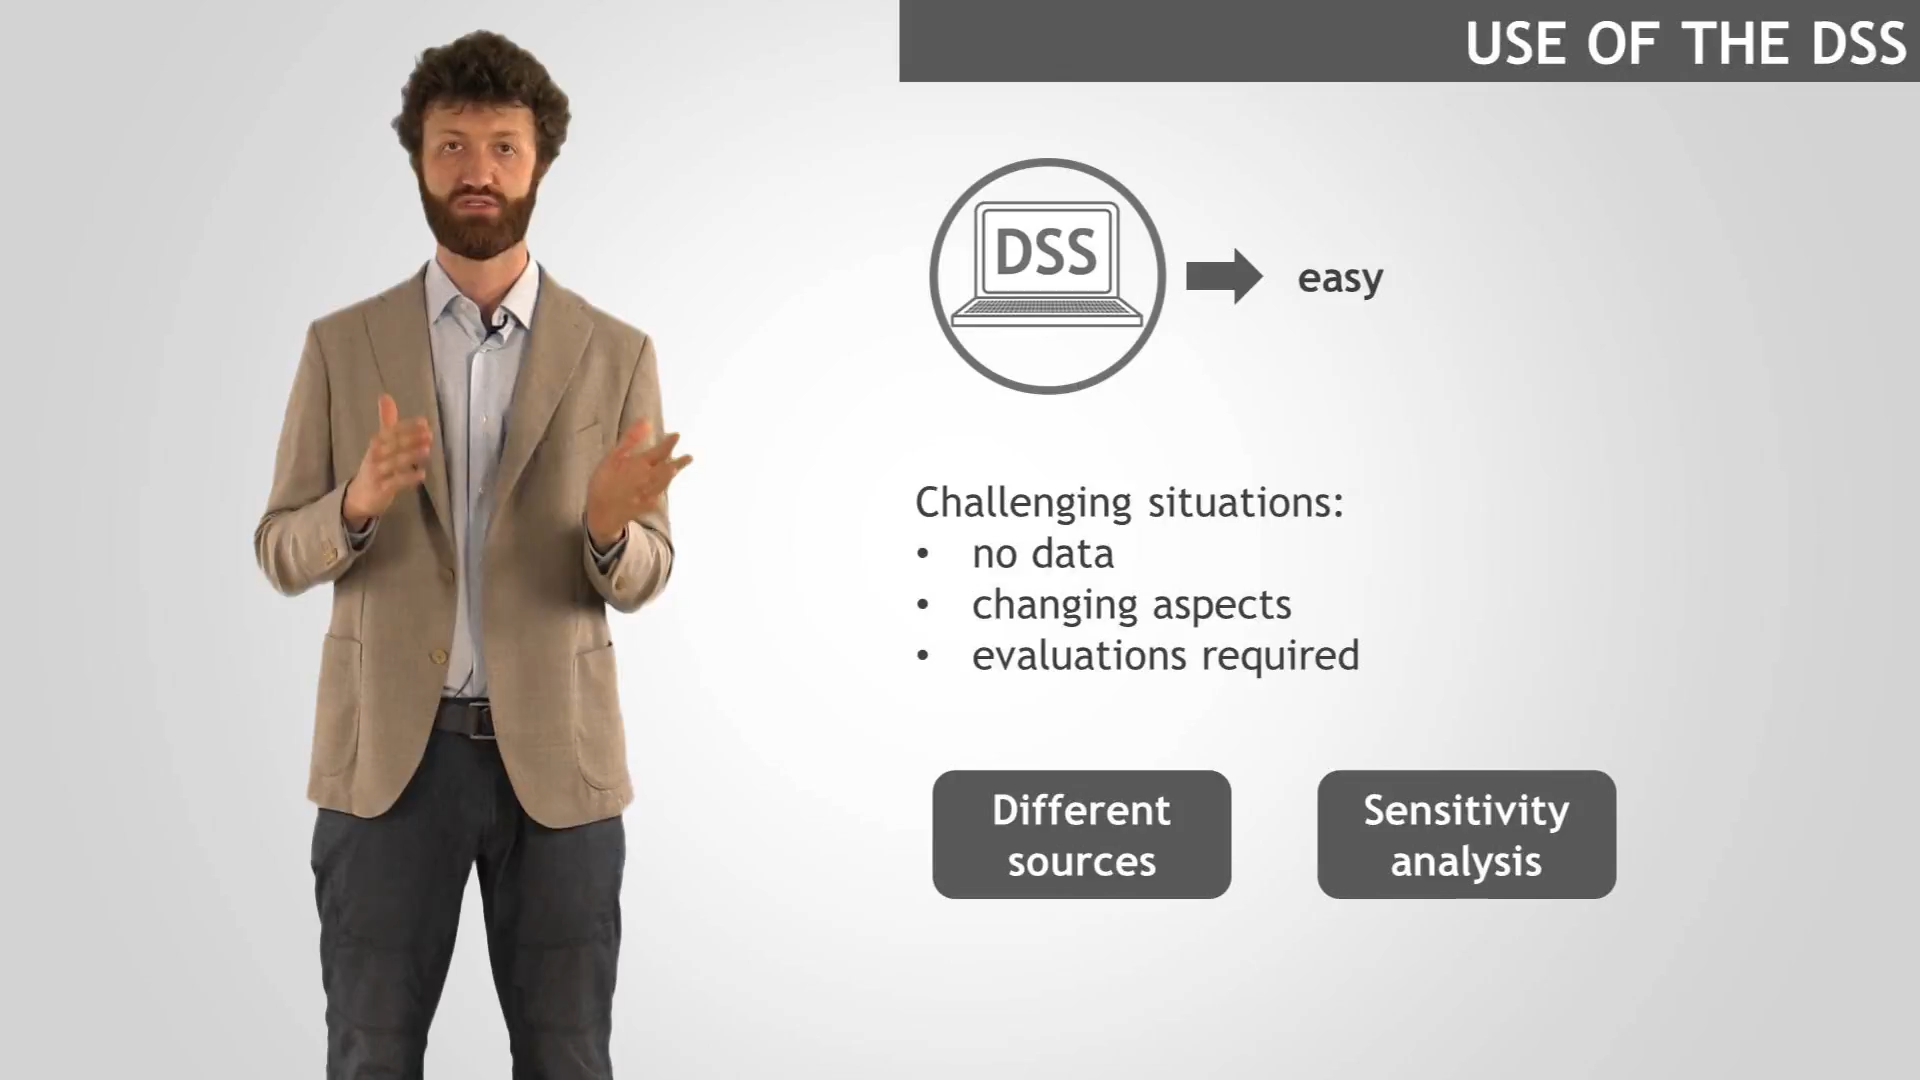 USE OF THE DSS
DSS
easy
Challenging situations:
• no data
• changing aspects
• evaluations required
Different
sources
Sensitivity
analysis